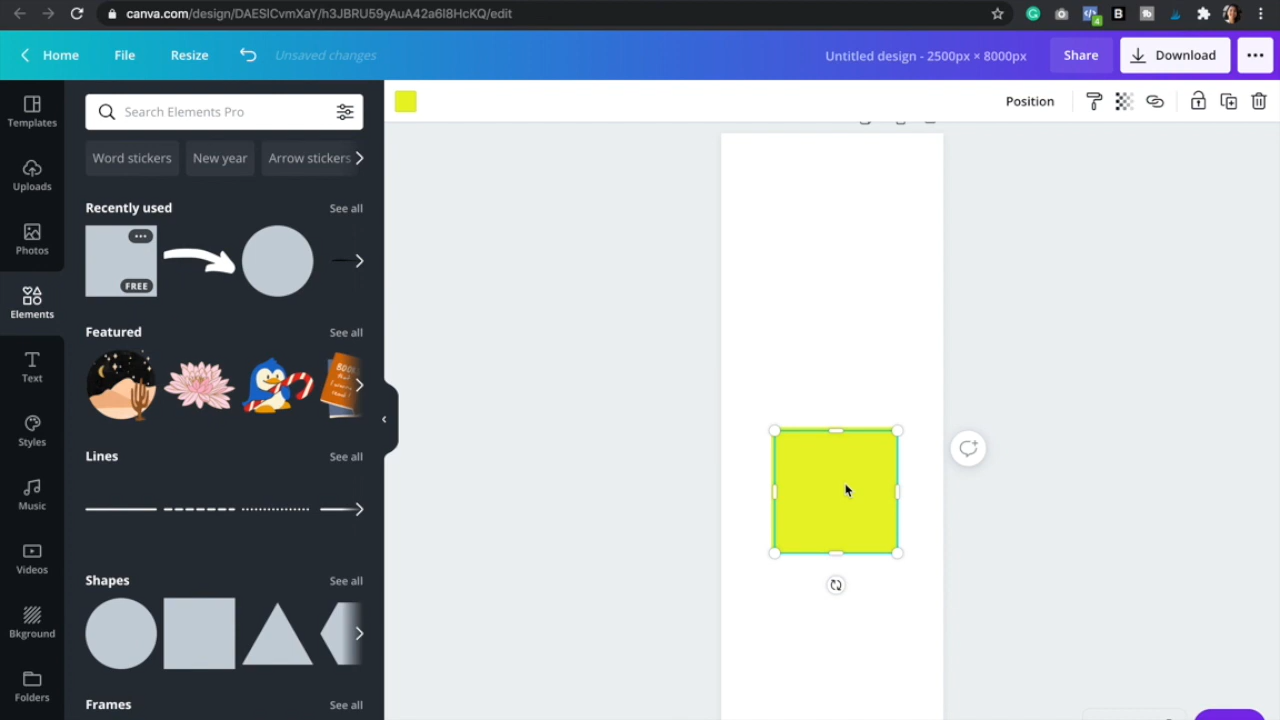 canva.com/design/DAESICvmXaY/h3JBRU59yAuA42a6I8HcKQ/edit
Home
File
Resize
Unsaved changes
Untitled design - 2500px × 8000px
Share
Download
Templates
Uploads
Photos
Elements
Text
Styles
Music
Videos
Bkground
Folders
Search Elements Pro
Word stickers
New year
Arrow stickers
Recently used
See all
FREE
Featured
See all
BOOKS
Lines
See all
Shapes
See all
Frames
See all
Position